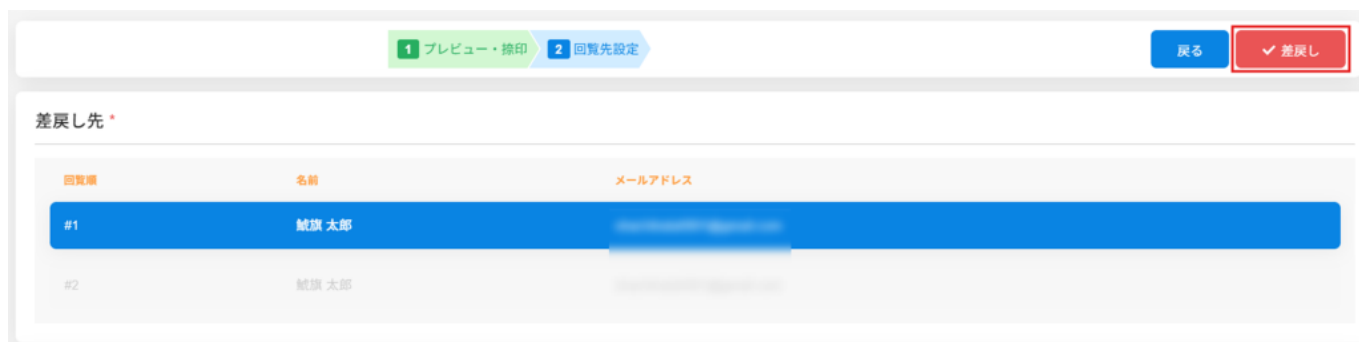 1 プレビュー・捺印 2 回覧先設定 戻る ✓ 差戻し
差戻し先 *
回覧順 名前 メールアドレス
#1 鯱旗 太郎
#2 鯱旗 太郎